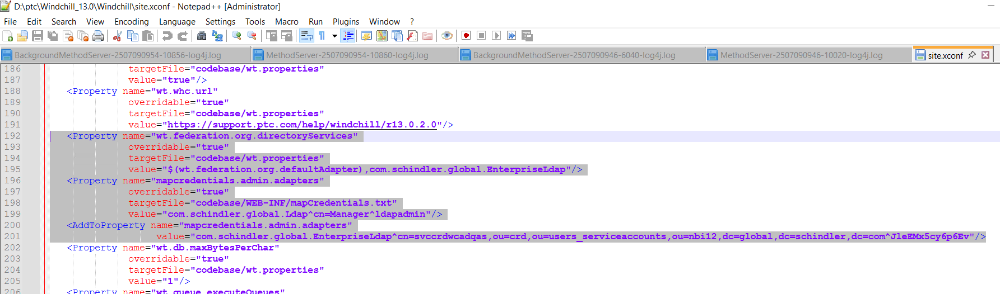 D:\ptc\Windchill_13.0\Windchill\site.xconf - Notepad++ [Administrator]
File Edit Search View Encoding Language Settings Tools Macro Run Plugins Window ?
BackgroundMethodServer-2507090954-10856-log4j.log MethodServer-2507090954-10860-log4j.log BackgroundMethodServer-2507090946-6040-log4j.log MethodServer-2507090946-10020-log4j.log site.xconf
186 targetFile="codebase/wt.properties"
187 value="true"/>
188 <Property name="wt.whc.url"
189 overridable="true"
190 targetFile="codebase/wt.properties"
191 value="https://support.ptc.com/help/windchill/r13.0.2.0"/>
192 <Property name="wt.federation.org.directoryServices"
193 overridable="true"
194 targetFile="codebase/wt.properties"
195 value="$(wt.federation.org.defaultAdapter),com.schindler.global.EnterpriseLdap"/>
196 <Property name="mapcredentials.admin.adapters"
197 overridable="true"
198 targetFile="codebase/WEB-INF/mapCredentials.txt"
199 value="com.schindler.global.Ldap^cn=Manager^ldapadmin"/>
200 <AddToProperty name="mapcredentials.admin.adapters"
201 value="com.schindler.global.EnterpriseLdap^cn=svccrdwcadqas,ou=crd,ou=users_serviceaccounts,ou=nbi12,dc=global,dc=schindler,dc=com^JleEMx5cy6p6Ev"/>
202 <Property name="wt.db.maxBytesPerChar"
203 overridable="true"
204 targetFile="codebase/wt.properties"
205 value="1"/>
206 <Property name="wt.queue.executeQueues"